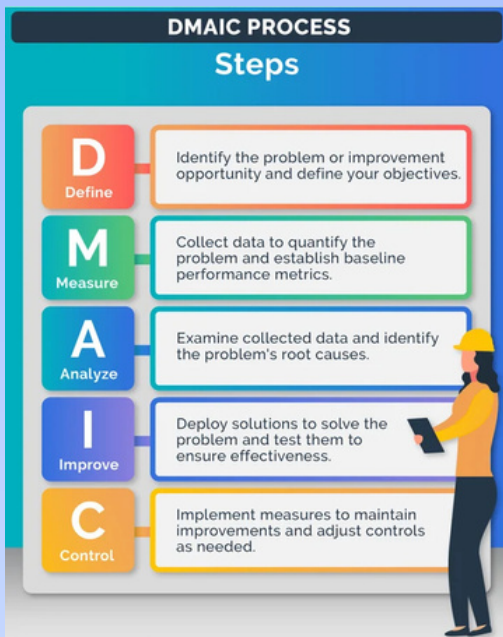 DMAIC PROCESS
Steps
D
Define
Identify the problem or improvement
opportunity and define your objectives.
M
Measure
Collect data to quantify the
problem and establish baseline
performance metrics.
A
Analyze
Examine collected data and identify
the problem's root causes.
I
Improve
Deploy solutions to solve the
problem and test them to
ensure effectiveness.
C
Control
Implement measures to maintain
improvements and adjust controls
as needed.